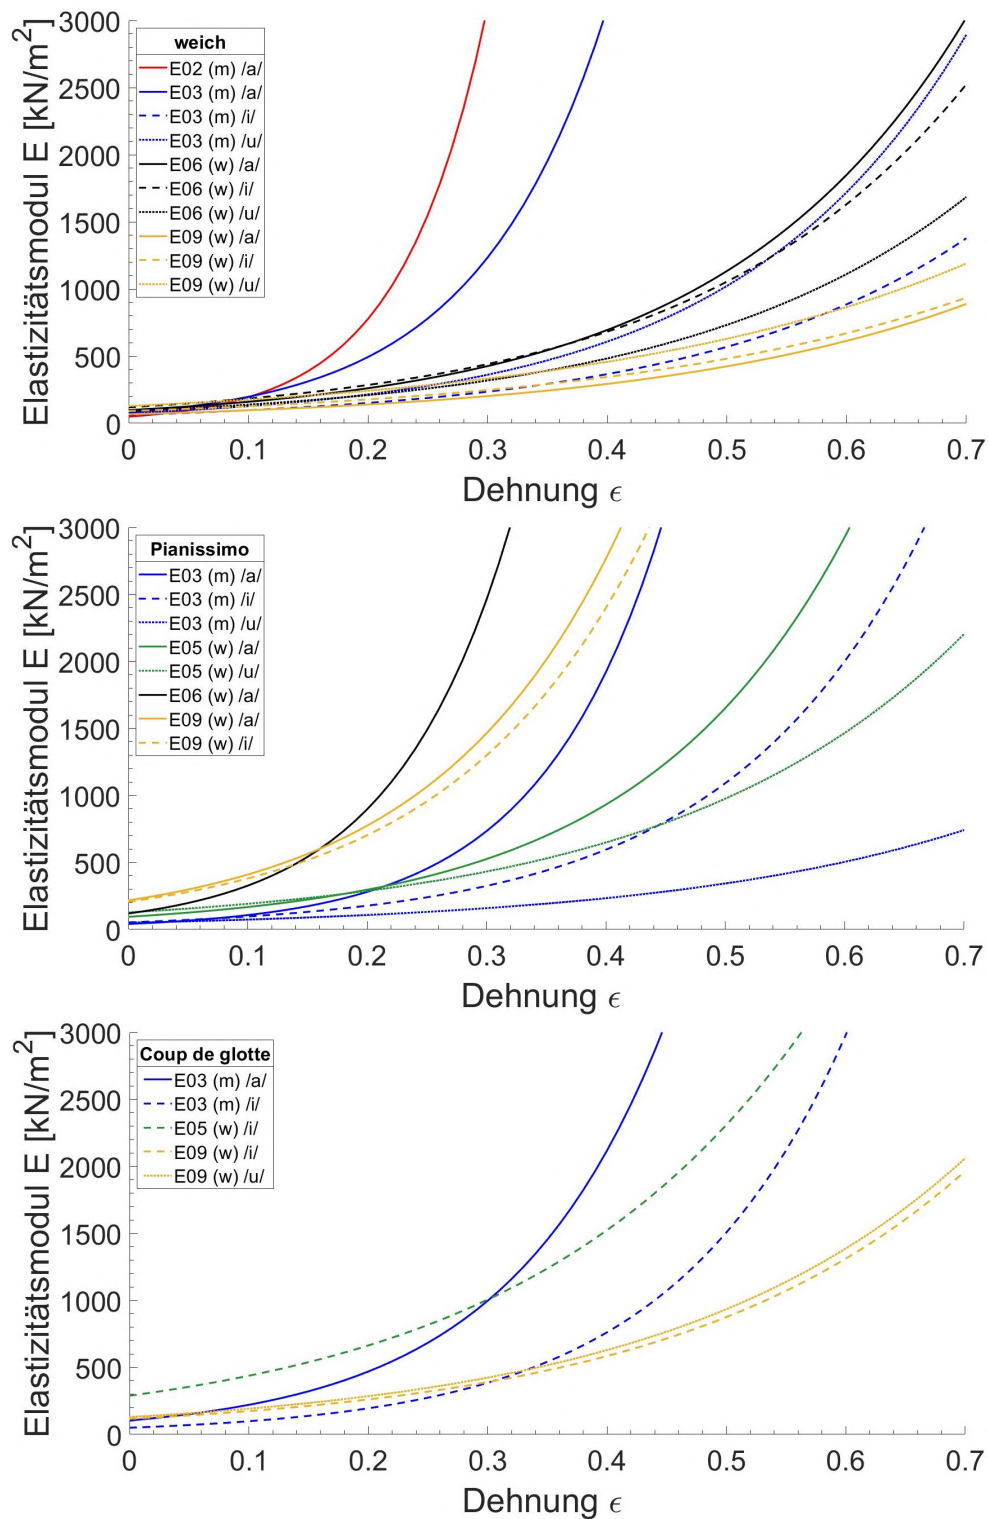 Elastizitätsmodul E [kN/m²]
3000
2500
2000
1500
1000
500
0
weich
E02 (m) /a/
E03 (m) /a/
E03 (m) /i/
E03 (m) /u/
E06 (w) /a/
E06 (w) /i/
E06 (w) /u/
E09 (w) /a/
E09 (w) /i/
E09 (w) /u/
0 0.1 0.2 0.3 0.4 0.5 0.6 0.7
Dehnung ϵ
Elastizitätsmodul E [kN/m²]
3000
2500
2000
1500
1000
500
0
Pianissimo
E03 (m) /a/
E03 (m) /i/
E03 (m) /u/
E05 (w) /a/
E05 (w) /u/
E06 (w) /a/
E09 (w) /a/
E09 (w) /i/
0 0.1 0.2 0.3 0.4 0.5 0.6 0.7
Dehnung ϵ
Elastizitätsmodul E [kN/m²]
3000
2500
2000
1500
1000
500
0
Coup de glotte
E03 (m) /a/
E03 (m) /i/
E05 (w) /i/
E09 (w) /i/
E09 (w) /u/
0 0.1 0.2 0.3 0.4 0.5 0.6 0.7
Dehnung ϵ